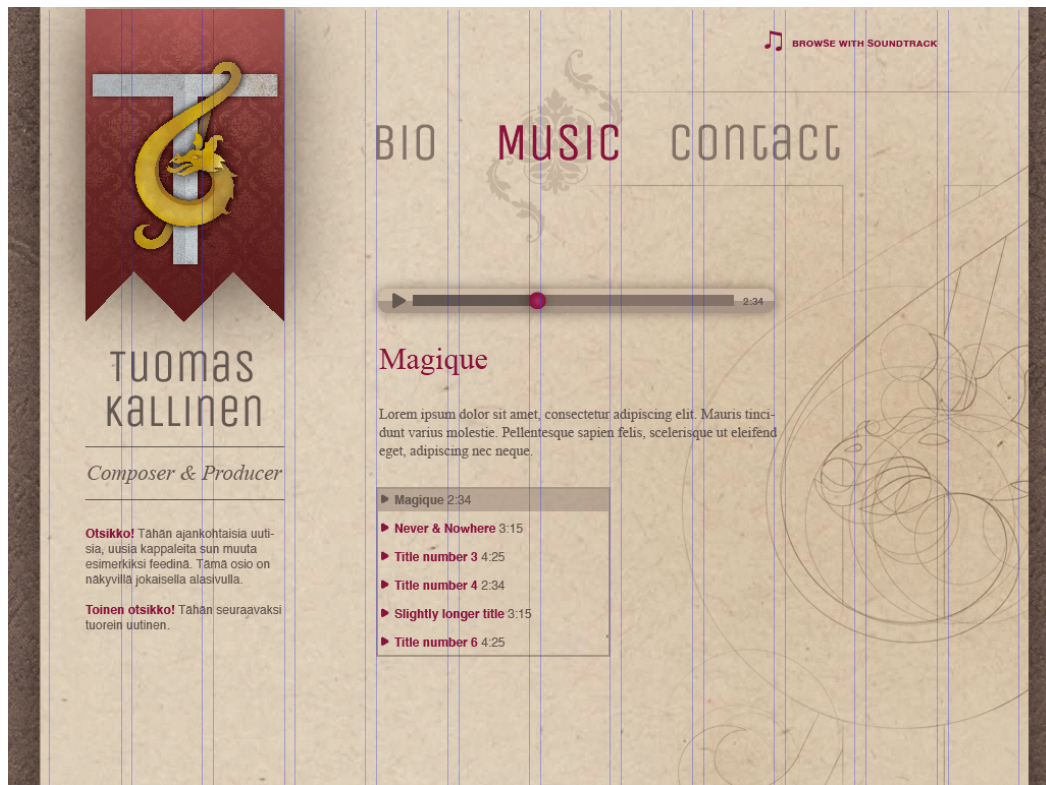 BROWSE WITH SOUNDTRACK
BIO MUSIC CONTACT
2:34
TUOMAS
KALLINEN
Composer & Producer
Otsikko! Tähän ajankohtaisia uuti-
sia, uusia kappaleita sun muuta
esimerkiksi feedinä. Tämä osio on
näkyvillä jokaisella alasivulla.
Toinen otsikko! Tähän seuraavaksi
tuorein uutinen.
Magique
Lorem ipsum dolor sit amet, consectetur adipiscing elit. Mauris tinci-
dunt varius molestie. Pellentesque sapien felis, scelerisque ut eleifend
eget, adipiscing nec neque.
Magique 2:34
Never & Nowhere 3:15
Title number 3 4:25
Title number 4 2:34
Slightly longer title 3:15
Title number 6 4:25